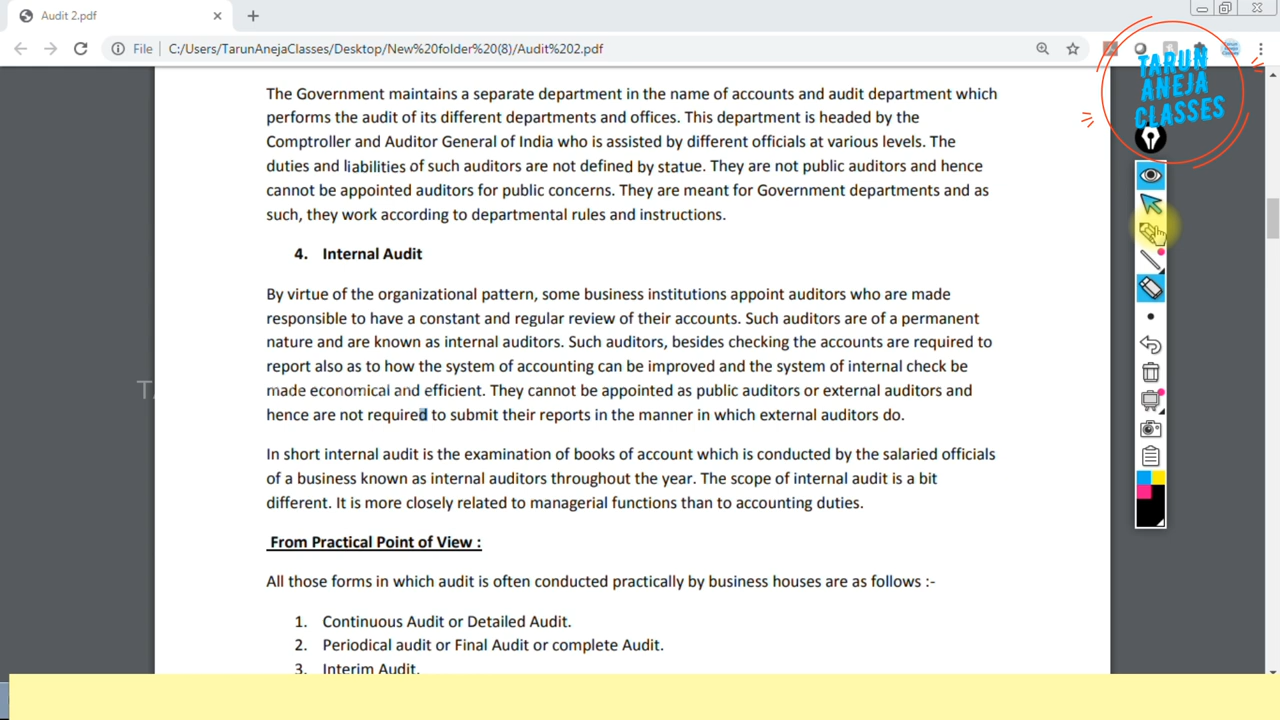 Audit 2.pdf
File | C:/Users/TarunAnejaClasses/Desktop/New%20folder%20(8)/Audit%202.pdf
TARUN
ANEJA
CLASSES
The Government maintains separate department in the name of accounts and audit department which
performs the audit of its different departments and offices. This department is headed by the
Comptroller and Auditor General of India who is assisted by different officials at various levels. The
duties and liabilities of such auditors are not defined by statue. They are not public auditors and hence
cannot be appointed auditors for public concerns. They are meant for Government departments and as
such, they work according to departmental rules and instructions.
4. Internal Audit
By virtue of the organizational pattern, some business institutions appoint auditors who are made
responsible to have a constant and regular review of their accounts. Such auditors are of a permanent
nature and are known as internal auditors. Such auditors, besides checking the accounts are required to
report also as to how the system of accounting can be improved and the system of internal check be
made economical and efficient. They cannot be appointed as public auditors or external auditors and
hence are not required to submit their reports in the manner in which external auditors do.
In short internal audit is the examination of books of account which is conducted by the salaried officials
of a business known as internal auditors throughout the year. The scope of internal audit is a bit
different. It is more closely related to managerial functions than to accounting duties.
From Practical Point of View :
All those forms in which audit is often conducted practically by business houses are as follows :-
1. Continuous Audit or Detailed Audit.
2. Periodical audit or Final Audit or complete Audit.
3. Interim Audit.